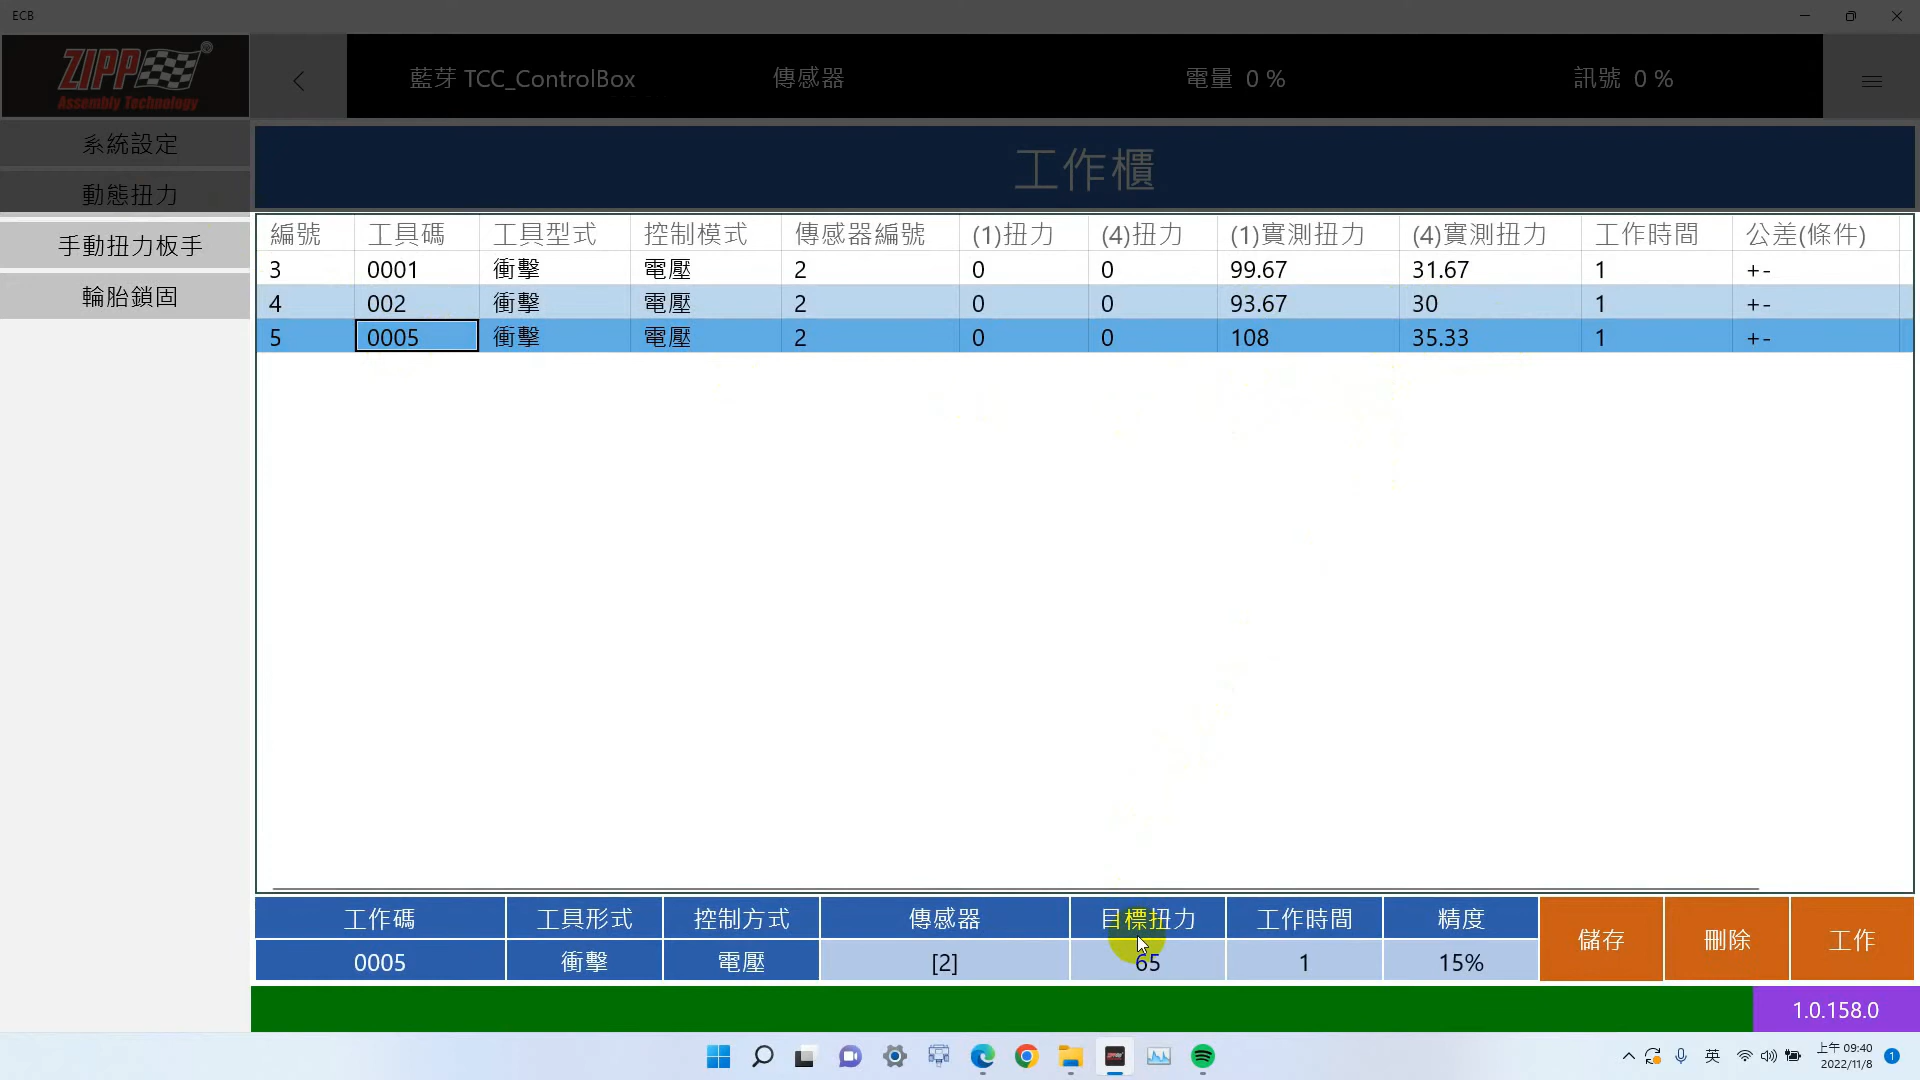 ECB
ZIPP®
Assembly Technology
藍芽 TCC_ControlBox 傳感器 電量 0 % 訊號 0 %
系統設定
動態扭力
手動扭力板手
輪胎鎖固
工作櫃
編號 工具碼 工具型式 控制模式 傳感器編號 (1)扭力 (4)扭力 (1)實測扭力 (4)實測扭力 工作時間 公差(條件)
3 0001 衝擊 電壓 2 0 0 99.67 31.67 1 +-
4 002 衝擊 電壓 2 0 0 93.67 30 1 +-
5 0005 衝擊 電壓 2 0 0 108 35.33 1 +-
工作碼 工具形式 控制方式 傳感器 目標扭力 工作時間 精度
0005 衝擊 電壓 [2] 65 1 15%
儲存 刪除 工作
1.0.158.0
英
上午 09:40
2022/11/8
1